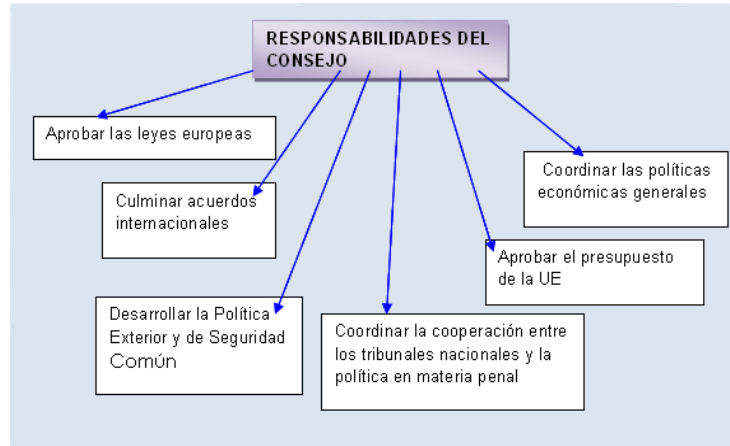 RESPONSABILIDADES DEL
CONSEJO
Aprobar las leyes europeas
Culminar acuerdos
internacionales
Desarrollar la Política
Exterior y de Seguridad
Común
Coordinar la cooperación entre
los tribunales nacionales y la
política en materia penal
Aprobar el presupuesto
de la UE
Coordinar las políticas
económicas generales